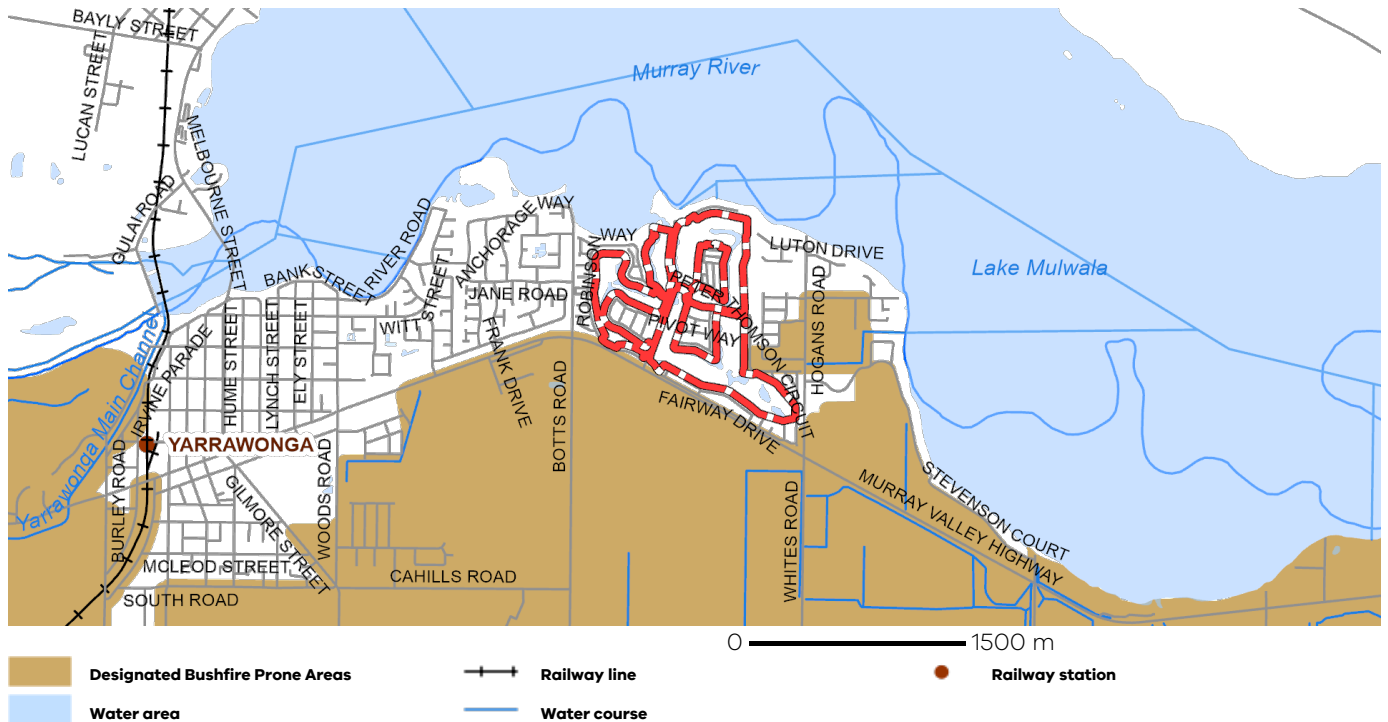 BAYLY STREET
LUCAN STREET
Murray River
MELBOURNE STREET
GULAI ROAD
RIVER ROAD
ANCHORAGE WAY
WAY
LUTON DRIVE
Lake Mulwala
BANK STREET
WITT STREET
JANE ROAD
ROBINSON
PETER THOMSON CIRCUIT
PIVOT WAY
HOGANS ROAD
Yarrawonga Main Channel
IRVINE PARADE
HUME STREET
LYNCH STREET
ELY STREET
FRANK DRIVE
BOTTS ROAD
FAIRWAY DRIVE
YARRAWONGA
BURLEY ROAD
GILMORE STREET
WOODS ROAD
WHITES ROAD
MURRAY VALLEY HIGHWAY
STEVENSON COURT
MCLEOD STREET
CAHILLS ROAD
SOUTH ROAD
0 1500 m
Designated Bushfire Prone Areas
Railway line
Railway station
Water area
Water course